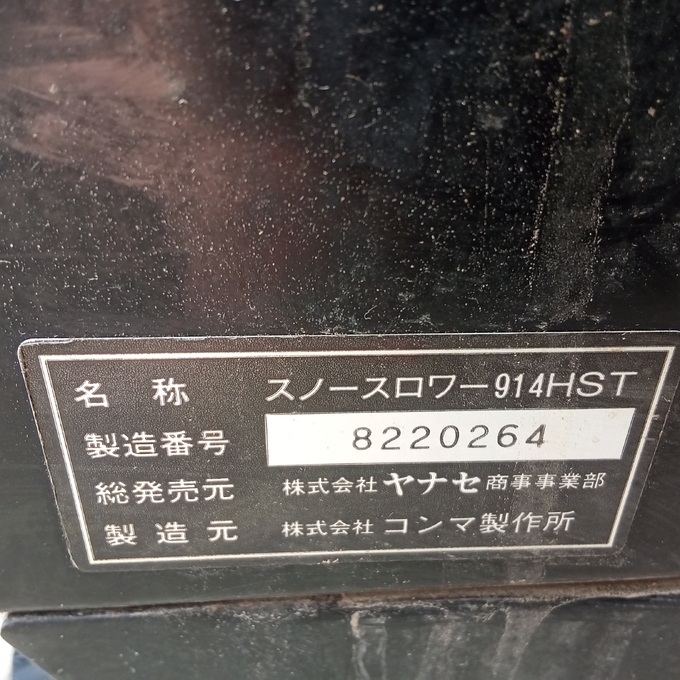 名称 スノースロワー914HST
製造番号 8220264
総発売元 株式会社 ヤナセ 商事事業部
製造元 株式会社 コンマ製作所